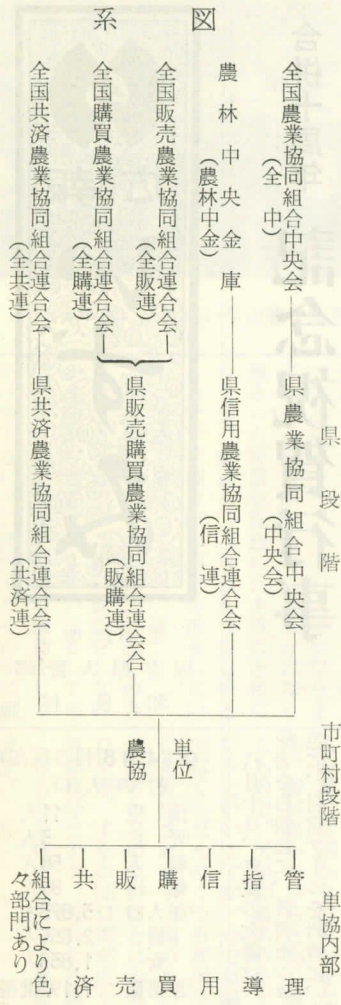 系図
県段階
市町村段階
単協内部
全国農業協同組合中央会
(全中)
県農業協同組合中央会
(中央会)
農林中央金庫
(農林中金)
県信用農業協同組合連合会
(信連)
全国販売農業協同組合連合会
(全販連)
全国購買農業協同組合連合会
(全購連)
県販売購買農業協同組合連合会合
(販購連)
全国共済農業協同組合連合会
(全共連)
県共済農業協同組合連合会
(共済連)
単位
農協
管理
指導
信用
購買
販売
共済
組合により色
々部門あり